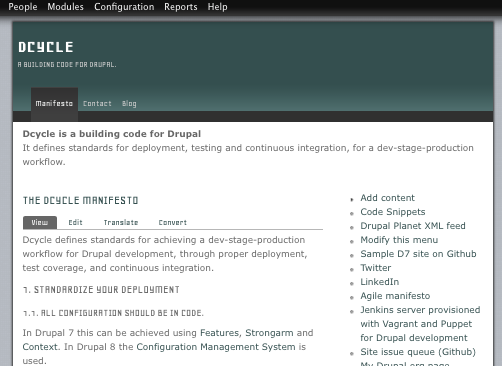 People Modules Configuration Reports Help
DCYCLE
A BUILDING CODE FOR DRUPAL.
Manifesto Contact Blog
Dcycle is a building code for Drupal
It defines standards for deployment, testing and continuous integration, for a dev-stage-production
workflow.
THE DCYCLE MANIFESTO
View Edit Translate Convert
Dcycle defines standards for achieving a dev-stage-production
workflow for Drupal development, through proper deployment,
test coverage, and continuous integration.
1. STANDARDIZE YOUR DEPLOYMENT
1.1. ALL CONFIGURATION SHOULD BE IN CODE.
In Drupal 7 this can be achieved using Features, Strongarm and
Context. In Drupal 8 the Configuration Management System is
used.
Add content
Code Snippets
Drupal Planet XML feed
Modify this menu
Sample D7 site on Github
Twitter
LinkedIn
Agile manifesto
Jenkins server provisioned
with Vagrant and Puppet
for Drupal development
Site issue queue (Github)
My Drupal.org page